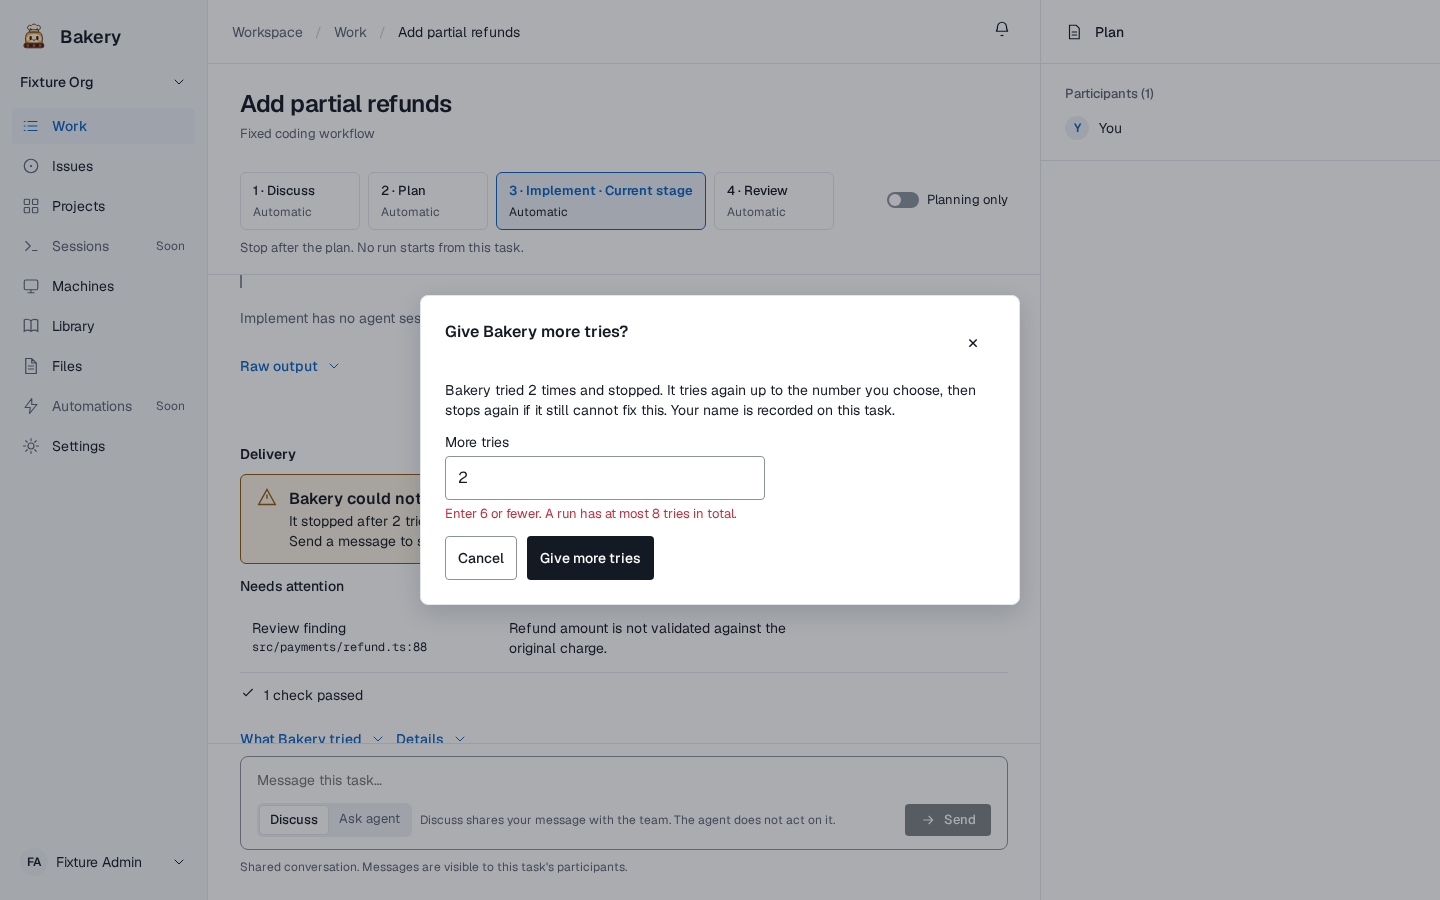 Bakery
Fixture Org
Work
Issues
Projects
Sessions Soon
Machines
Library
Files
Automations Soon
Settings
FA Fixture Admin
Workspace / Work / Add partial refunds
Add partial refunds
Fixed coding workflow
1 · Discuss
Automatic
2 · Plan
Automatic
3 · Implement · Current stage
Automatic
4 · Review
Automatic
Planning only
Stop after the plan. No run starts from this task.
Implement has no agent ses
Raw output
Delivery
Bakery could not
It stopped after 2 trie
Send a message to s
Needs attention
Review finding
src/payments/refund.ts:88
Refund amount is not validated against the
original charge.
1 check passed
What Bakery tried
Details
Give Bakery more tries?
Bakery tried 2 times and stopped. It tries again up to the number you choose, then
stops again if it still cannot fix this. Your name is recorded on this task.
More tries
2
Enter 6 or fewer. A run has at most 8 tries in total.
Cancel
Give more tries
Message this task...
Discuss
Ask agent
Discuss shares your message with the team. The agent does not act on it.
Send
Shared conversation. Messages are visible to this task's participants.
Plan
Participants (1)
Y You